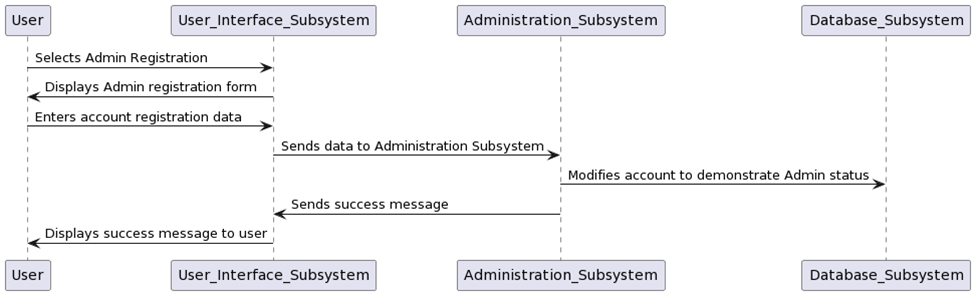 User
User_Interface_Subsystem
Administration_Subsystem
Database_Subsystem
Selects Admin Registration
Displays Admin registration form
Enters account registration data
Sends data to Administration Subsystem
Modifies account to demonstrate Admin status
Sends success message
Displays success message to user
User
User_Interface_Subsystem
Administration_Subsystem
Database_Subsystem